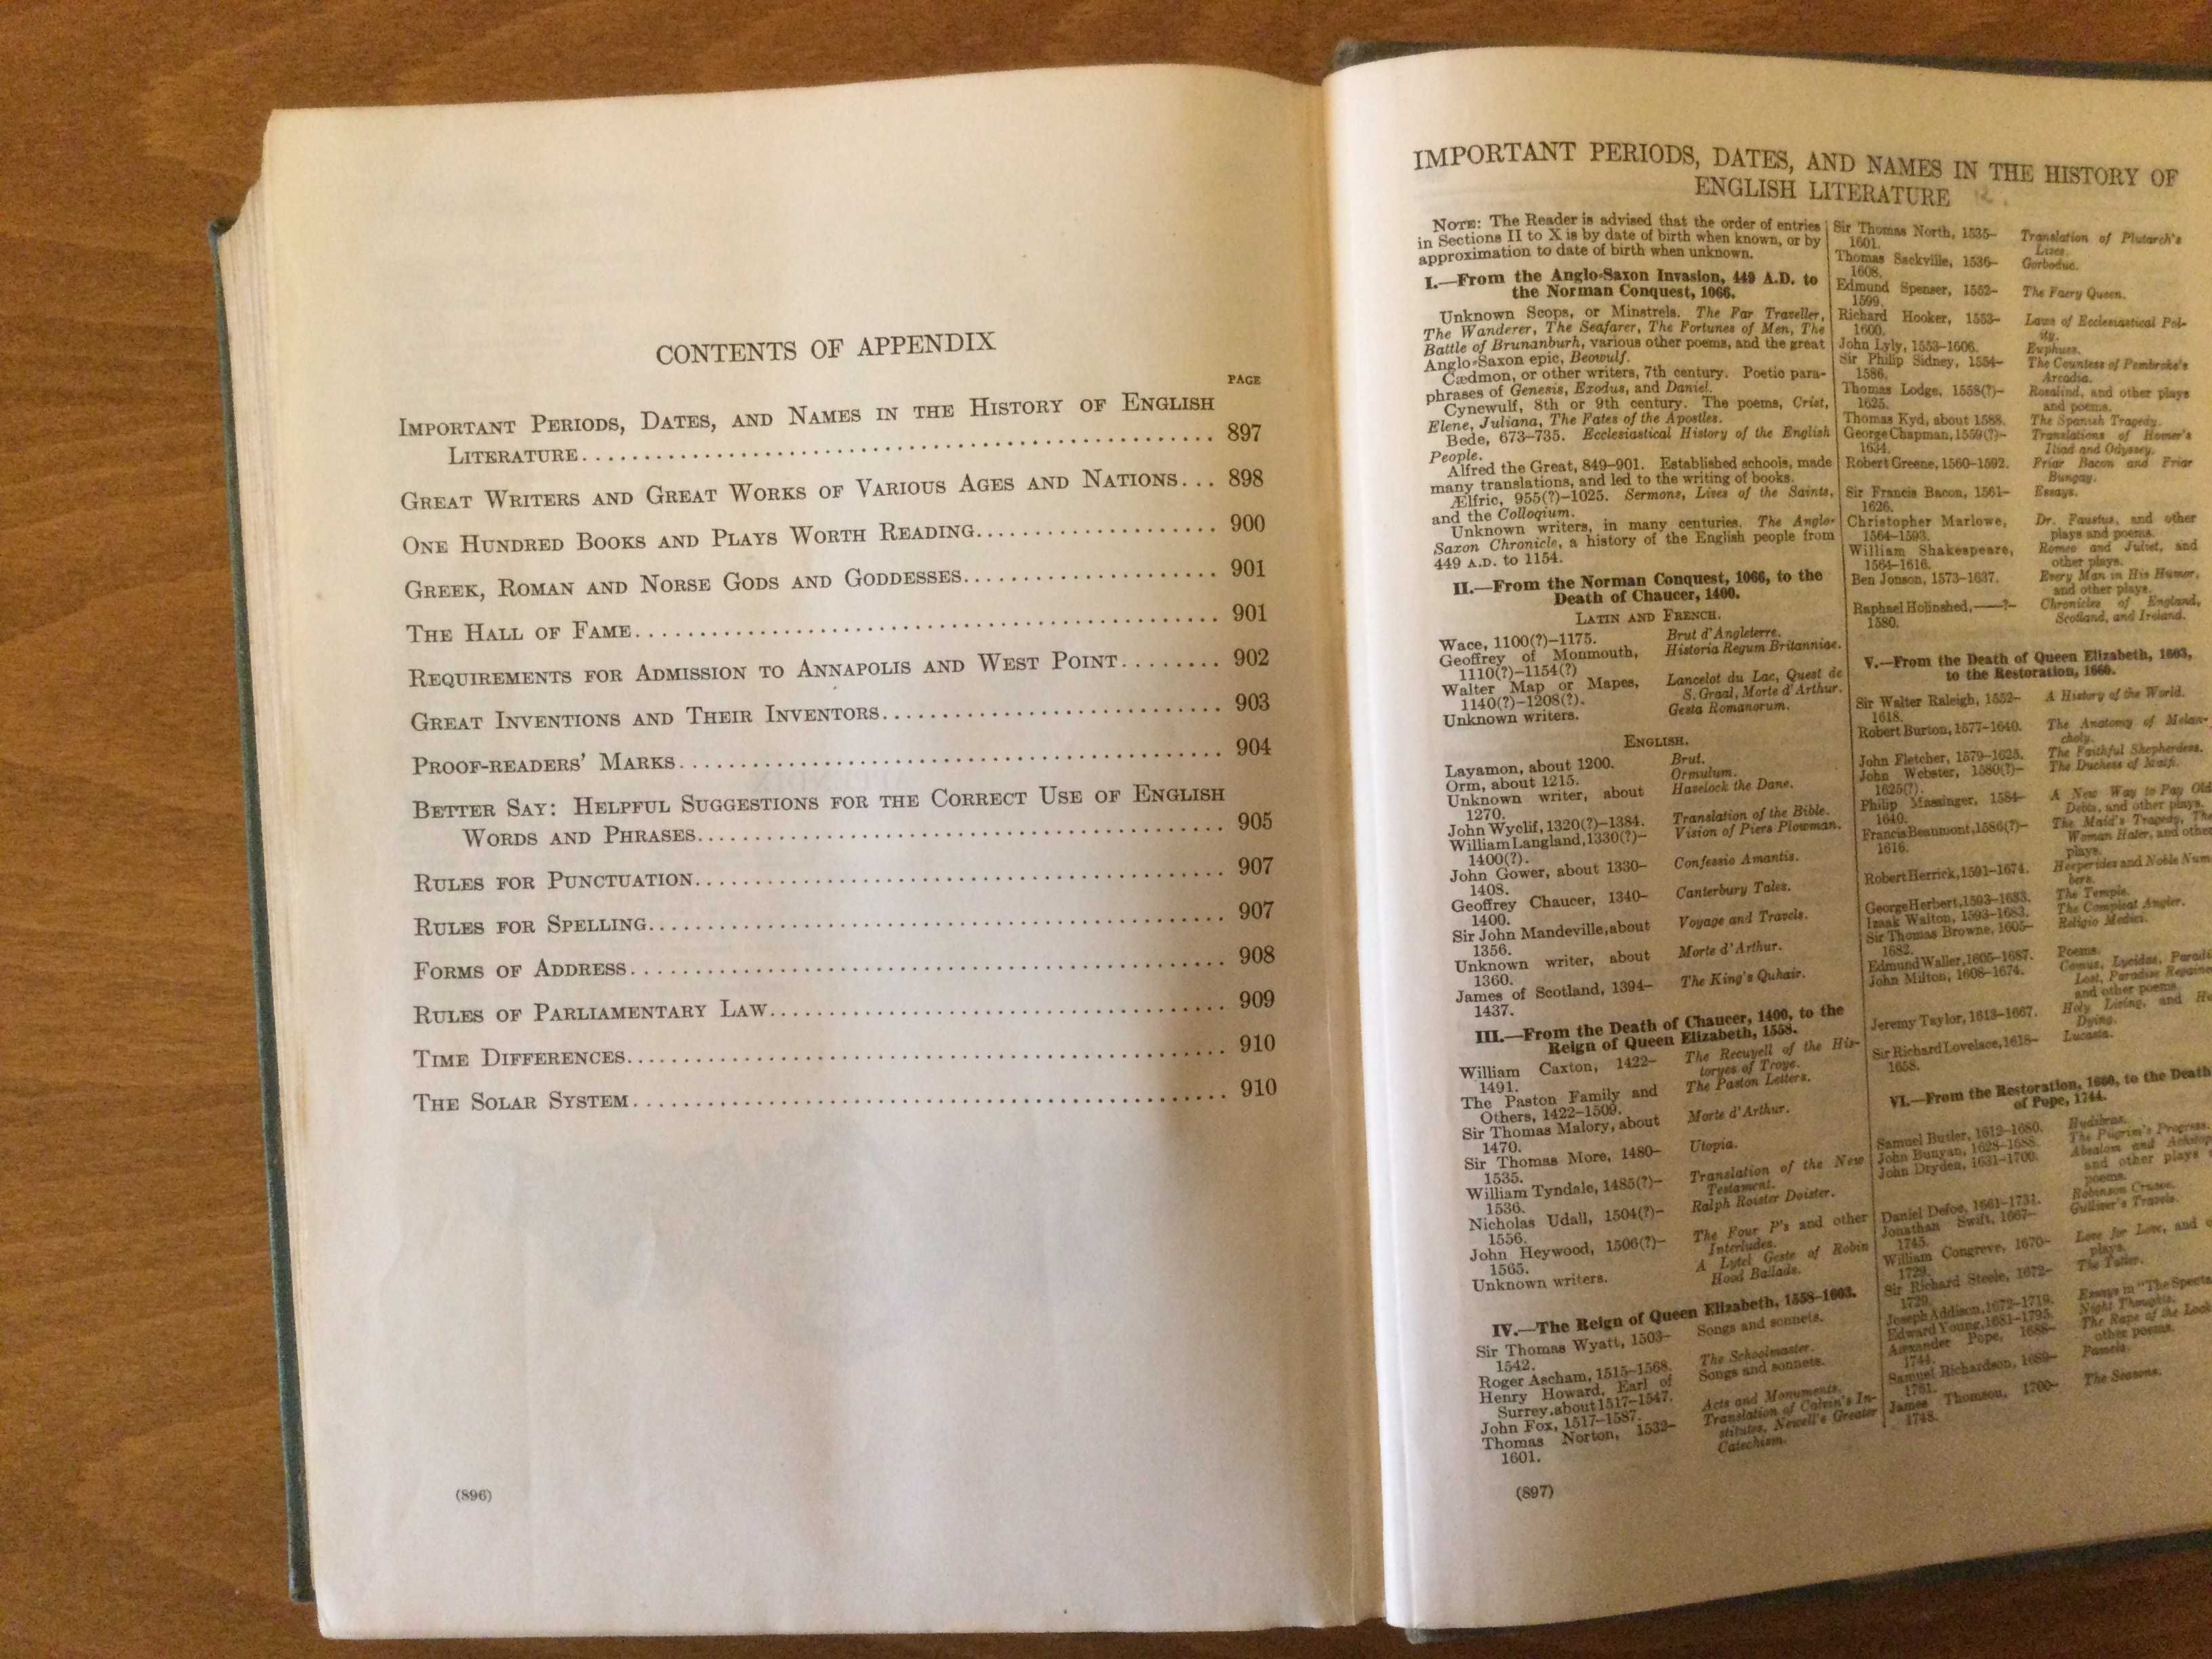 CONTENTS OF APPENDIX
PAGE
IMPORTANT PERIODS, DATES, AND NAMES IN THE HISTORY OF ENGLISH
LITERATURE........................................ 897
GREAT WRITERS AND GREAT WORKS OF VARIOUS AGES AND NATIONS... 898
ONE HUNDRED BOOKS AND PLAYS WORTH READING................. 900
GREEK, ROMAN AND NORSE GODS AND GODDESSES.................. 901
THE HALL OF FAME........................................ 901
REQUIREMENTS FOR ADMISSION TO ANNAPOLIS AND WEST POINT........ 902
GREAT INVENTIONS AND THEIR INVENTORS........................ 903
PROOF-READERS' MARKS...................................... 904
BETTER SAY: HELPFUL SUGGESTIONS FOR THE CORRECT USE OF ENGLISH
WORDS AND PHRASES..................................... 905
RULES FOR PUNCTUATION..................................... 907
RULES FOR SPELLING........................................ 907
FORMS OF ADDRESS......................................... 908
RULES OF PARLIAMENTARY LAW................................ 909
TIME DIFFERENCES.......................................... 910
THE SOLAR SYSTEM.......................................... 910
(896)
IMPORTANT PERIODS, DATES, AND NAMES IN THE HISTORY OF
ENGLISH LITERATURE
NOTE: The Reader is advised that the order of entries
in Sections II to X is by date of birth when known, or by
approximation to date of birth when unknown.
I.—From the Anglo-Saxon Invasion, 449 A.D. to
the Norman Conquest, 1066.
Unknown Scops, or Minstrels. The Far Traveller,
The Wanderer, The Seafarer, The Fortunes of Men, The
Battle of Brunanburh, various other poems, and the great
Anglo-Saxon epic, Beowulf.
Cædmon, or other writers, 7th century. Poetic para-
phrases of Genesis, Exodus, and Daniel.
Cynewulf, 8th or 9th century. The poems, Crist,
Elene, Juliana, The Fates of the Apostles.
Bede, 673–735. Ecclesiastical History of the English
People.
Alfred the Great, 849–901. Established schools, made
many translations, and led to the writing of books.
Ælfric, 955(?)–1025. Sermons, Lives of the Saints,
and the Colloqium.
Unknown writers, in many centuries. The Anglo-
Saxon Chronicle, a history of the English people from
449 A.D. to 1154.
II.—From the Norman Conquest, 1066, to the
Death of Chaucer, 1400.
LATIN AND FRENCH.
Wace, 1100(?)–1175. Brut d'Angleterre.
Geoffrey of Monmouth, Historia Regum Britanniae.
1110(?)–1154(?)
Walter Map or Mapes, Lancelot du Lac, Quest de
1140(?)–1208(?). S. Graal, Morte d'Arthur.
Unknown writers. Gesta Romanorum.
ENGLISH.
Layamon, about 1200. Brut.
Orm, about 1215. Ormulum.
Unknown writer, about Havelock the Dane.
1270.
John Wyclif, 1320(?)–1384. Translation of the Bible.
William Langland, 1330(?)– Vision of Piers Plowman.
1400(?).
John Gower, about 1330– Confessio Amantis.
1408.
Geoffrey Chaucer, 1340– Canterbury Tales.
1400.
Sir John Mandeville, about Voyage and Travels.
1356.
Unknown writer, about Morte d'Arthur.
1360.
James of Scotland, 1394– The King's Quhair.
1437.
III.—From the Death of Chaucer, 1400, to the
Reign of Queen Elizabeth, 1558.
William Caxton, 1422– The Recuyell of the His-
1491. toryes of Troye.
The Paston Family and The Paston Letters.
Others, 1422–1509.
Sir Thomas Malory, about Morte d'Arthur.
1470.
Sir Thomas More, 1480– Utopia.
1535.
William Tyndale, 1485(?)– Translation of the New
1536. Testament.
Nicholas Udall, 1504(?)– Ralph Roister Doister.
1556.
John Heywood, 1506(?)– The Four P's and other
1565. Interludes.
Unknown writers. A Lytel Geste of Robin
Hood Ballads.
IV.—The Reign of Queen Elizabeth, 1558–1603.
Sir Thomas Wyatt, 1503– Songs and sonnets.
1542.
Roger Ascham, 1515–1568. The Schoolmaster.
Henry Howard, Earl of Songs and sonnets.
Surrey, about 1517–1547.
John Fox, 1517–1587. Acts and Monuments.
Thomas Norton, 1532– Translation of Calvin's In-
1601. stitutes, Newell's Greater
Catechism.
Sir Thomas North, 1535– Translation of Plutarch's
1601. Lives.
Thomas Sackville, 1536– Gorboduc.
1608.
Edmund Spenser, 1552– The Faery Queen.
1599.
Richard Hooker, 1553– Laws of Ecclesiastical Pol-
1600. ity.
John Lyly, 1553–1606. Euphues.
Sir Philip Sidney, 1554– The Countess of Pembroke's
1586. Arcadia.
Thomas Lodge, 1558(?)– Rosalind, and other plays
1625. and poems.
Thomas Kyd, about 1588. The Spanish Tragedy.
George Chapman, 1559(?)– Translations of Homer's
1634. Iliad and Odyssey.
Robert Greene, 1560–1592. Friar Bacon and Friar
Bungay.
Sir Francis Bacon, 1561– Essays.
1626.
Christopher Marlowe, Dr. Faustus, and other
1564–1593. plays and poems.
William Shakespeare, Romeo and Juliet, and
1564–1616. other plays.
Ben Jonson, 1573–1637. Every Man in His Humor,
and other plays.
Raphael Holinshed, ——?– Chronicles of England,
1580. Scotland, and Ireland.
V.—From the Death of Queen Elizabeth, 1603,
to the Restoration, 1660.
Sir Walter Raleigh, 1552– A History of the World.
1618.
Robert Burton, 1577–1640. The Anatomy of Melan-
choly.
John Fletcher, 1579–1625. The Faithful Shepherdess.
John Webster, 1580(?)– The Duchess of Malfi.
1625(?).
Philip Massinger, 1584– A New Way to Pay Old
1640. Debts, and other plays.
Francis Beaumont, 1586(?)– The Maid's Tragedy, The
1616. Woman Hater, and other
plays.
Robert Herrick, 1591–1674. Hesperides and Noble Num-
bers.
George Herbert, 1593–1633. The Temple.
Izaak Walton, 1593–1683. The Compleat Angler.
Sir Thomas Browne, 1605– Religio Medici.
1682.
Edmund Waller, 1605–1687. Poems.
John Milton, 1608–1674. Comus, Lycidas,
Lost, Paradise
and other poems.
Jeremy Taylor, 1613–1667. Holy Living, and
Dying.
Sir Richard Lovelace, 1618– Lucasta.
1658.
VI.—From the Restoration, 1660, to the Death
of Pope, 1744.
Samuel Butler, 1612–1680. Hudibras.
John Bunyan, 1628–1688. The Pilgrim's Progress.
John Dryden, 1631–1700. Absalom and
and other plays
poems.
Daniel Defoe, 1661–1731. Robinson Crusoe.
Jonathan Swift, 1667– Gulliver's Travels.
1745.
William Congreve, 1670– Love for Love, and
1729. plays.
Sir Richard Steele, 1672– The Tatler.
1729.
Joseph Addison, 1672–1719. Essays in "The
Edward Young, 1681–1795. Night Thoughts.
Alexander Pope, 1688– The Rape of the Lock
1744. other poems.
Samuel Richardson, 1689– Pamela.
1761.
James Thomson, 1700– The Seasons.
1748.
(897)